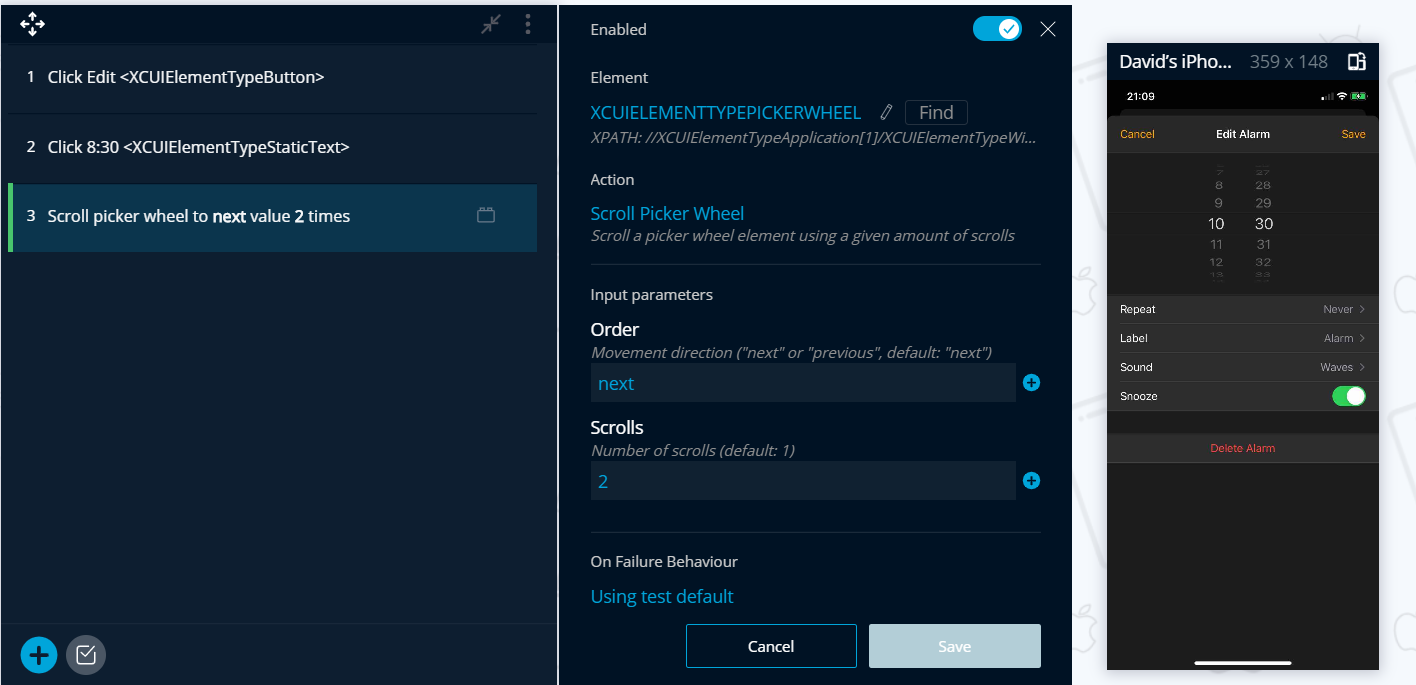 1 Click Edit <XCUIElementTypeButton>
2 Click 8:30 <XCUIElementTypeStaticText>
3 Scroll picker wheel to next value 2 times
Enabled
Element
XCUIELEMENTTYPEPICKERWHEEL Find
XPATH: //XCUIElementTypeApplication[1]/XCUIElementTypeWi...
Action
Scroll Picker Wheel
Scroll a picker wheel element using a given amount of scrolls
Input parameters
Order
Movement direction ("next" or "previous", default: "next")
next
Scrolls
Number of scrolls (default: 1)
2
On Failure Behaviour
Using test default
Cancel Save
David's iPho... 359 x 148
21:09
Cancel Edit Alarm Save
7 27
8 28
9 29
10 30
11 31
12 32
13 33
Repeat Never
Label Alarm
Sound Waves
Snooze
Delete Alarm